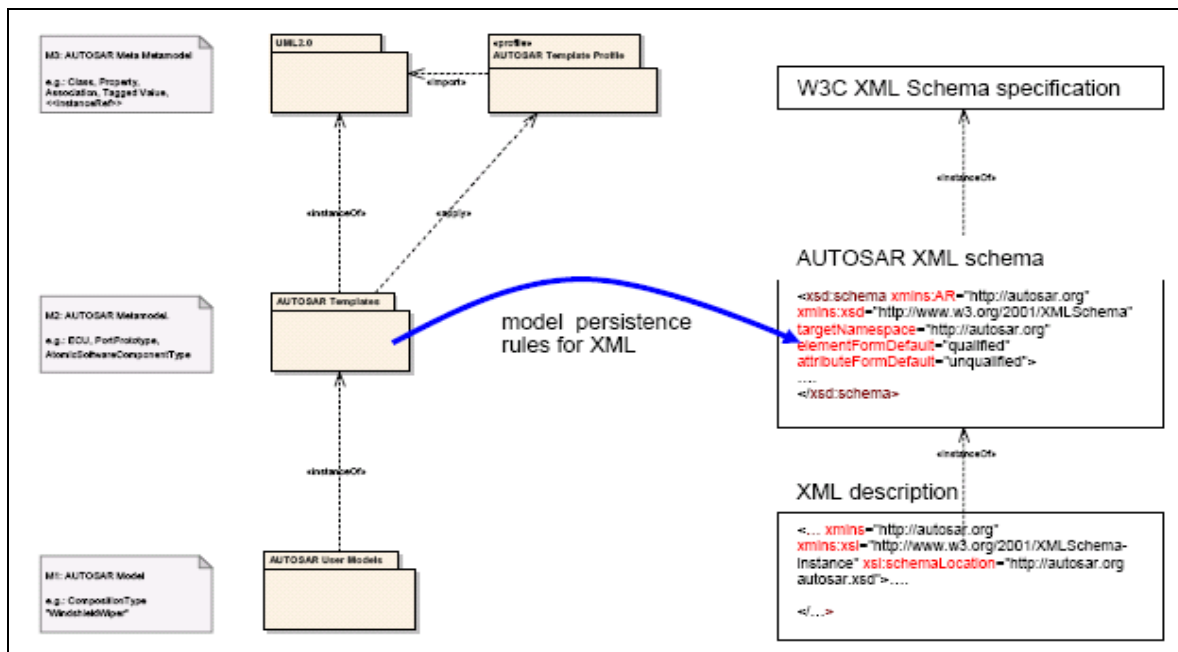 M3: AUTOSAR Meta Metamodel
e.g.: Class, Property,
Association, Tagged Value,
<<InstanceRef>>
UML2.0
«profile»
AUTOSAR Template Profile
«import»
W3C XML Schema specification
«instanceOf»
«instanceOf»
«apply»
AUTOSAR XML schema
<xsd:schema xmlns:AR="http://autosar.org"
xmlns:xsd="http://www.w3.org/2001/XMLSchema"
targetNamespace="http://autosar.org"
elementFormDefault="qualified"
attributeFormDefault="unqualified">
....
</xsd:schema>
M2: AUTOSAR Metamodel.
e.g.: ECU, PortPrototype,
AtomicSoftwareComponentType
AUTOSAR Templates
model persistence
rules for XML
«instanceOf»
«instanceOf»
XML description
<... xmlns="http://autosar.org"
xmlns:xsi="http://www.w3.org/2001/XMLSchema-
instance" xsi:schemaLocation="http://autosar.org
autosar.xsd">....
</...>
M1: AUTOSAR Model
e.g.: CompositionType
"WindshieldWiper"
AUTOSAR User Models